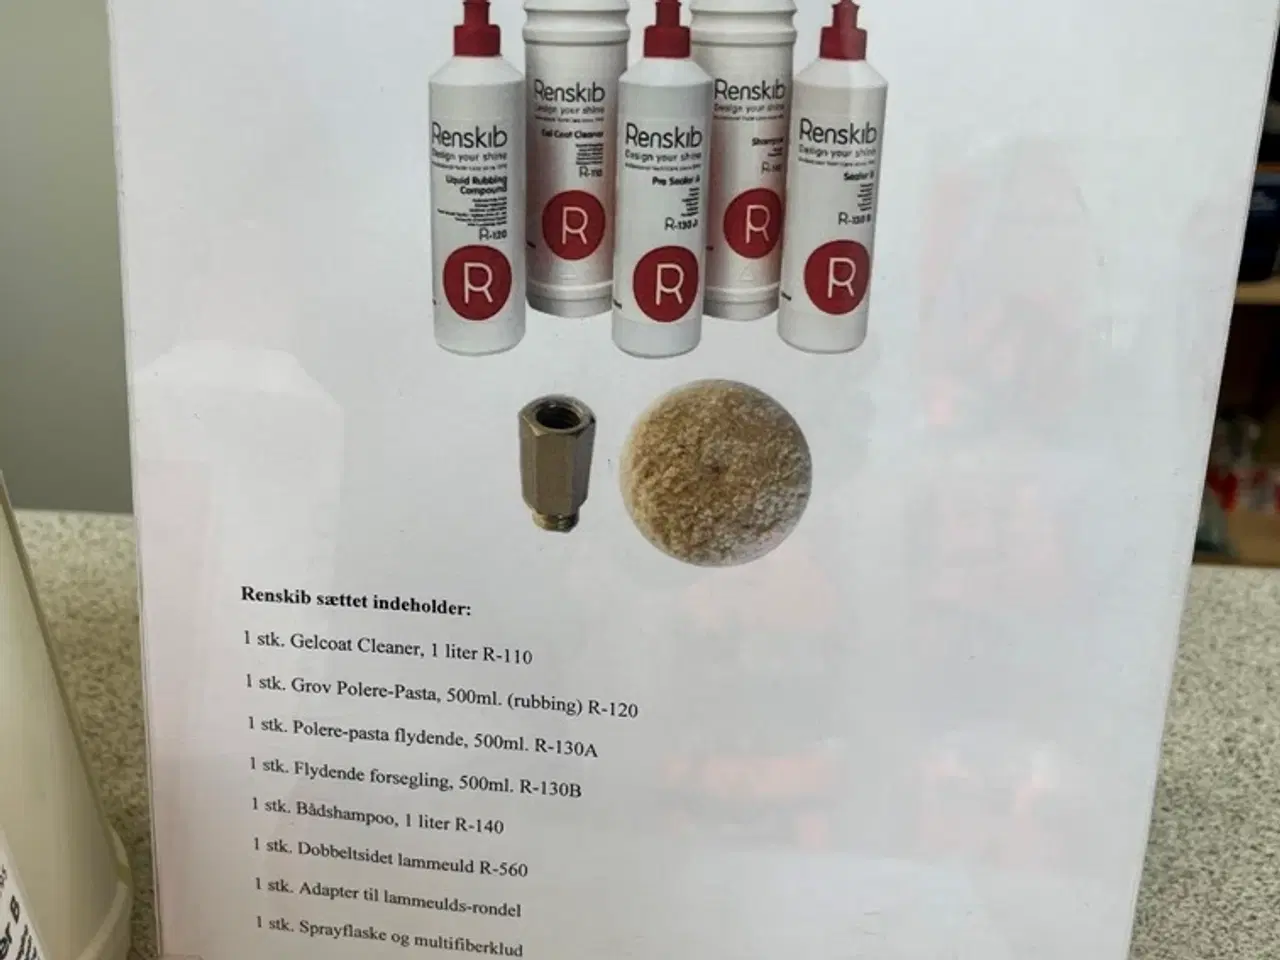 Renskib
Design your shine
Liquid Rubbing
Compound
R-120
R
Renskib
Design your shine
Gel Coat Cleaner
R-110
R
Renskib
Design your shine
Pre Sealer A
R-130 A
R
Renskib
Design your shine
Shampoo
R
Renskib
Design your shine
Sealer B
R-130 B
R
Renskib sættet indeholder:
1 stk. Gelcoat Cleaner, 1 liter R-110
1 stk. Grov Polere-Pasta, 500ml. (rubbing) R-120
1 stk. Polere-pasta flydende, 500ml. R-130A
1 stk. Flydende forsegling, 500ml. R-130B
1 stk. Bådshampoo, 1 liter R-140
1 stk. Dobbeltsidet lammeuld R-560
1 stk. Adapter til lammeulds-rondel
1 stk. Sprayflaske og multifiberklud